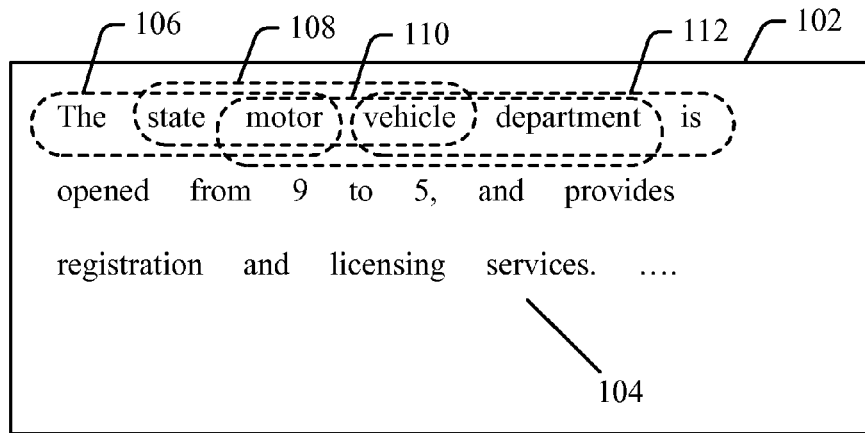 106 108 110 112 102
The state motor vehicle department is
opened from 9 to 5, and provides
registration and licensing services. ....
104